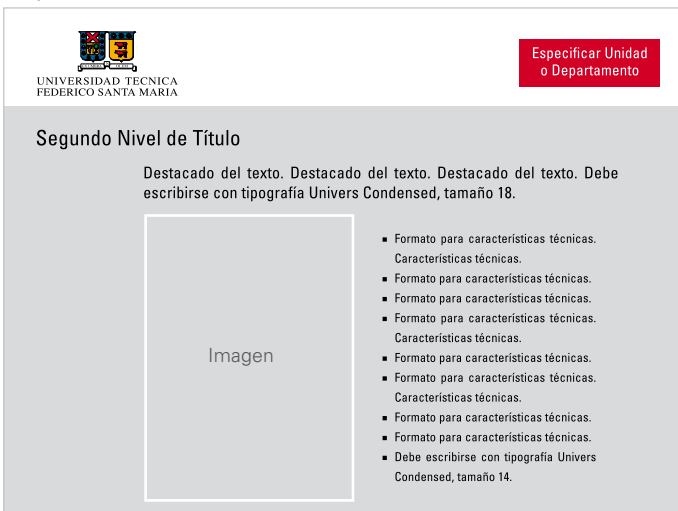 UNIVERSIDAD TECNICA
FEDERICO SANTA MARIA
Especificar Unidad
o Departamento
Segundo Nivel de Título
Destacado del texto. Destacado del texto. Destacado del texto. Debe
escribirse con tipografía Univers Condensed, tamaño 18.
Imagen
▪ Formato para características técnicas.
Características técnicas.
▪ Formato para características técnicas.
▪ Formato para características técnicas.
▪ Formato para características técnicas.
Características técnicas.
▪ Formato para características técnicas.
▪ Formato para características técnicas.
Características técnicas.
▪ Formato para características técnicas.
▪ Formato para características técnicas.
▪ Debe escribirse con tipografía Univers
Condensed, tamaño 14.